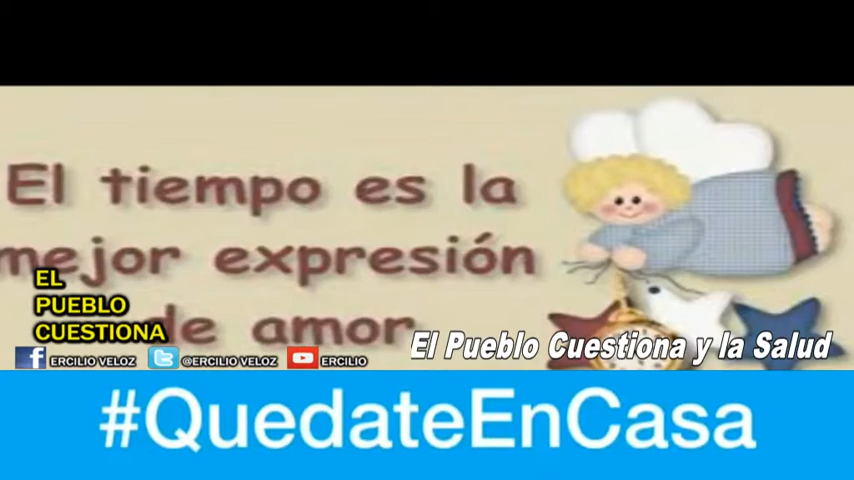 El tiempo es la
mejor expresión
de amor
EL
PUEBLO
CUESTIONA
ERCILIO VELOZ
@ERCILIO VELOZ
ERCILIO
El Pueblo Cuestiona y la Salud
#QuedateEnCasa